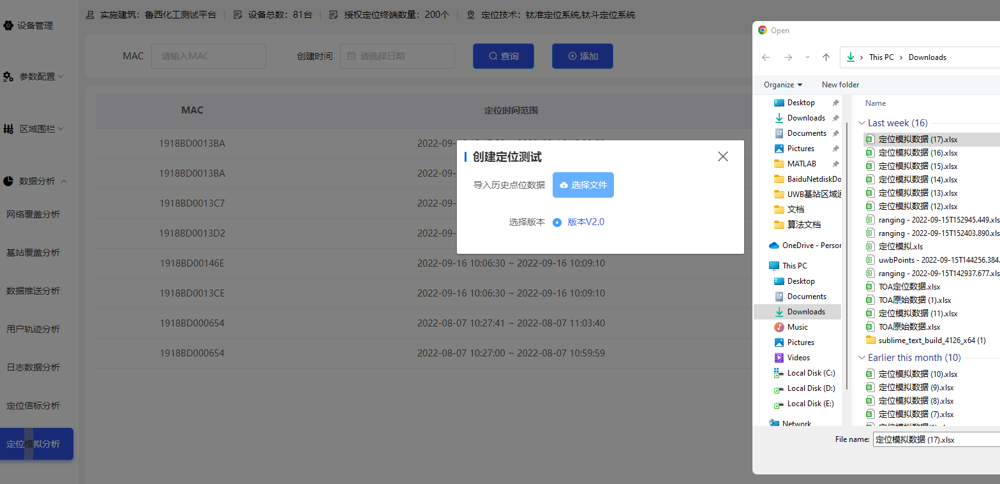 实施建筑：鲁西化工测试平台
设备总数：81台
授权定位终端数量：200个
定位技术：钛准定位系统,钛斗定位系统
设备管理
参数配置
区域围栏
数据分析
网络覆盖分析
基站覆盖分析
数据推送分析
用户轨迹分析
日志数据分析
定位信标分析
定位模拟分析
MAC 请输入MAC
创建时间 请选择日期
查询
添加
MAC 定位时间范围
1918BD0013BA 2022-09-
1918BD0013BA 2022-09-
1918BD0013C7 2022-09-
1918BD0013D2 2022-09-
1918BD00146E 2022-09-16 10:06:30 ~ 2022-09-16 10:09:10
1918BD0013CE 2022-09-16 10:06:30 ~ 2022-09-16 10:09:10
1918BD000654 2022-08-07 10:27:41 ~ 2022-08-07 11:03:40
1918BD000654 2022-08-07 10:27:00 ~ 2022-08-07 10:59:59
创建定位测试
导入历史点位数据 选择文件
选择版本 版本V2.0
Open
This PC > Downloads
Organize New folder
Desktop
Downloads
Documents
Pictures
MATLAB
BaiduNetdiskDo
UWB基站区域
文档
算法文档
OneDrive - Person
This PC
Desktop
Documents
Downloads
Music
Pictures
Videos
Local Disk (C:)
Local Disk (D:)
Local Disk (E:)
Network
Name
Last week (16)
定位模拟数据 (17).xlsx
定位模拟数据 (16).xlsx
定位模拟数据 (15).xlsx
定位模拟数据 (14).xlsx
定位模拟数据 (13).xlsx
定位模拟数据 (12).xlsx
ranging - 2022-09-15T152945.449.xls
ranging - 2022-09-15T152403.890.xls
定位模拟.xls
uwbPoints - 2022-09-15T144256.384.
ranging - 2022-09-15T142937.677.xls
TOA定位数据.xlsx
TOA原始数据 (1).xlsx
定位模拟数据 (11).xlsx
TOA原始数据.xlsx
sublime_text_build_4126_x64 (1)
Earlier this month (10)
定位模拟数据 (10).xlsx
定位模拟数据 (9).xlsx
定位模拟数据 (8).xlsx
定位模拟数据 (7).xlsx
File name: 定位模拟数据 (17).xlsx